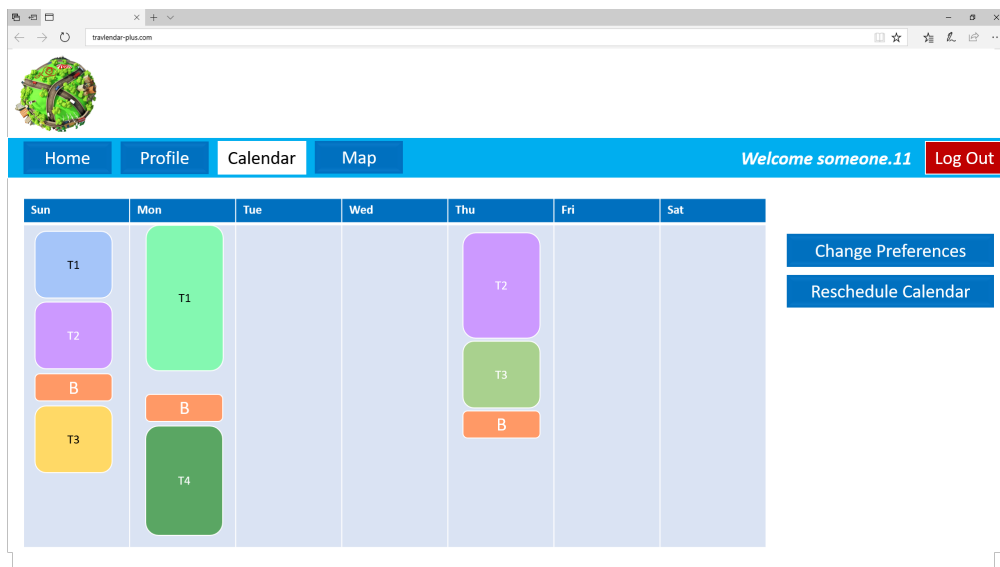 travlendar-plus.com
Home Profile Calendar Map Welcome someone.11 Log Out
Sun Mon Tue Wed Thu Fri Sat
T1
T2
B
T3
T1
B
T4
T2
T3
B
Change Preferences
Reschedule Calendar